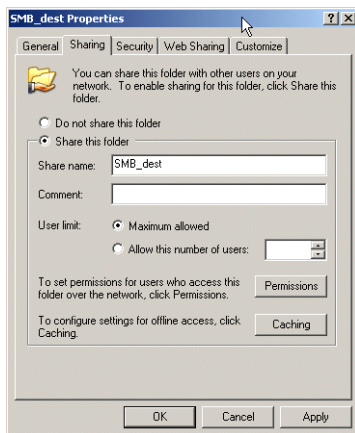 SMB_dest Properties
General Sharing Security Web Sharing Customize
You can share this folder with other users on your
network. To enable sharing for this folder, click Share this
folder.
Do not share this folder
Share this folder
Share name: SMB_dest
Comment:
User limit: Maximum allowed
Allow this number of users:
To set permissions for users who access this
folder over the network, click Permissions.
Permissions
To configure settings for offline access, click
Caching.
Caching
OK Cancel Apply